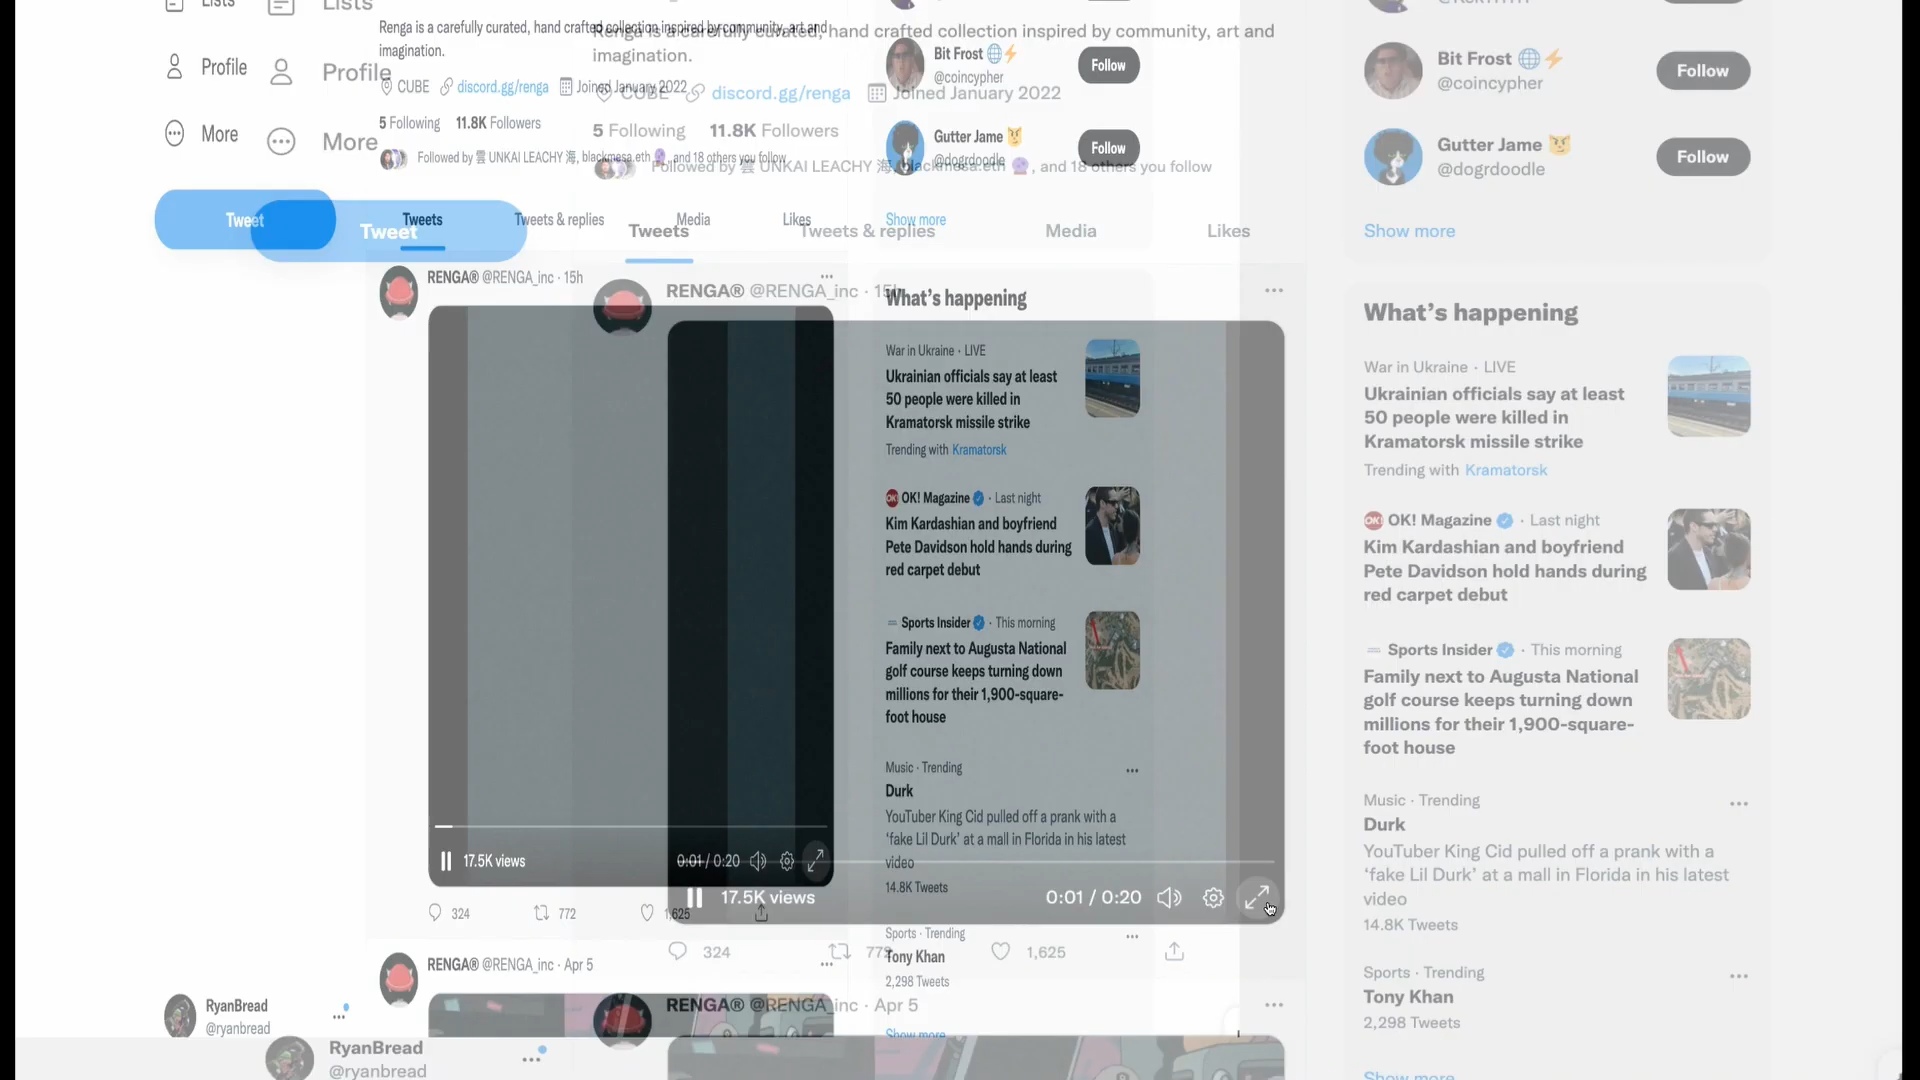 Lists
Lists
Profile
Profile
More
More
Tweet
Tweet
RyanBread
@ryanbread
RyanBread
@ryanbread
Renga is a carefully curated, hand crafted collection inspired by community, art and
imagination.
CUBE discord.gg/renga Joined January 2022
5 Following 11.8K Followers
Followed by 雲 UNKAI LEACHY 海, blackmesa.eth, and 18 others you follow
Tweets Tweets & replies Media Likes
RENGA® @RENGA_inc · 15h
17.5K views 0:01 / 0:20
324 772 1,625
RENGA® @RENGA_inc · Apr 5
Renga is a carefully curated, hand crafted collection inspired by community, art and
imagination.
CUBE discord.gg/renga Joined January 2022
5 Following 11.8K Followers
Followed by 雲 UNKAI LEACHY 海, blackmesa.eth, and 18 others you follow
Tweets Tweets & replies Media Likes
RENGA® @RENGA_inc · 15h
17.5K views 0:01 / 0:20
324 772 1,625
RENGA® @RENGA_inc · Apr 5
Bit Frost
@coincypher
Follow
Gutter Jame
@dogrdoodle
Follow
Show more
What's happening
War in Ukraine · LIVE
Ukrainian officials say at least
50 people were killed in
Kramatorsk missile strike
Trending with Kramatorsk
OK! Magazine · Last night
Kim Kardashian and boyfriend
Pete Davidson hold hands during
red carpet debut
Sports Insider · This morning
Family next to Augusta National
golf course keeps turning down
millions for their 1,900-square-
foot house
Music · Trending
Durk
YouTuber King Cid pulled off a prank with a
‘fake Lil Durk’ at a mall in Florida in his latest
video
14.8K Tweets
Sports · Trending
Tony Khan
2,298 Tweets
Show more
Bit Frost
@coincypher
Follow
Gutter Jame
@dogrdoodle
Follow
Show more
What's happening
War in Ukraine · LIVE
Ukrainian officials say at least
50 people were killed in
Kramatorsk missile strike
Trending with Kramatorsk
OK! Magazine · Last night
Kim Kardashian and boyfriend
Pete Davidson hold hands during
red carpet debut
Sports Insider · This morning
Family next to Augusta National
golf course keeps turning down
millions for their 1,900-square-
foot house
Music · Trending
Durk
YouTuber King Cid pulled off a prank with a
‘fake Lil Durk’ at a mall in Florida in his latest
video
14.8K Tweets
Sports · Trending
Tony Khan
2,298 Tweets
Show more